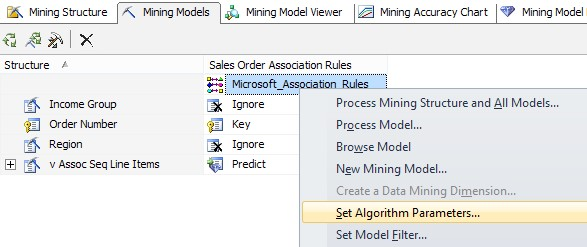 Mining Structure
Mining Models
Mining Model Viewer
Mining Accuracy Chart
Mining Model
Structure
Sales Order Association Rules
Microsoft_Association_Rules
Income Group
Ignore
Order Number
Key
Region
Ignore
v Assoc Seq Line Items
Predict
Process Mining Structure and All Models...
Process Model...
Browse Model
New Mining Model...
Create a Data Mining Dimension...
Set Algorithm Parameters...
Set Model Filter...